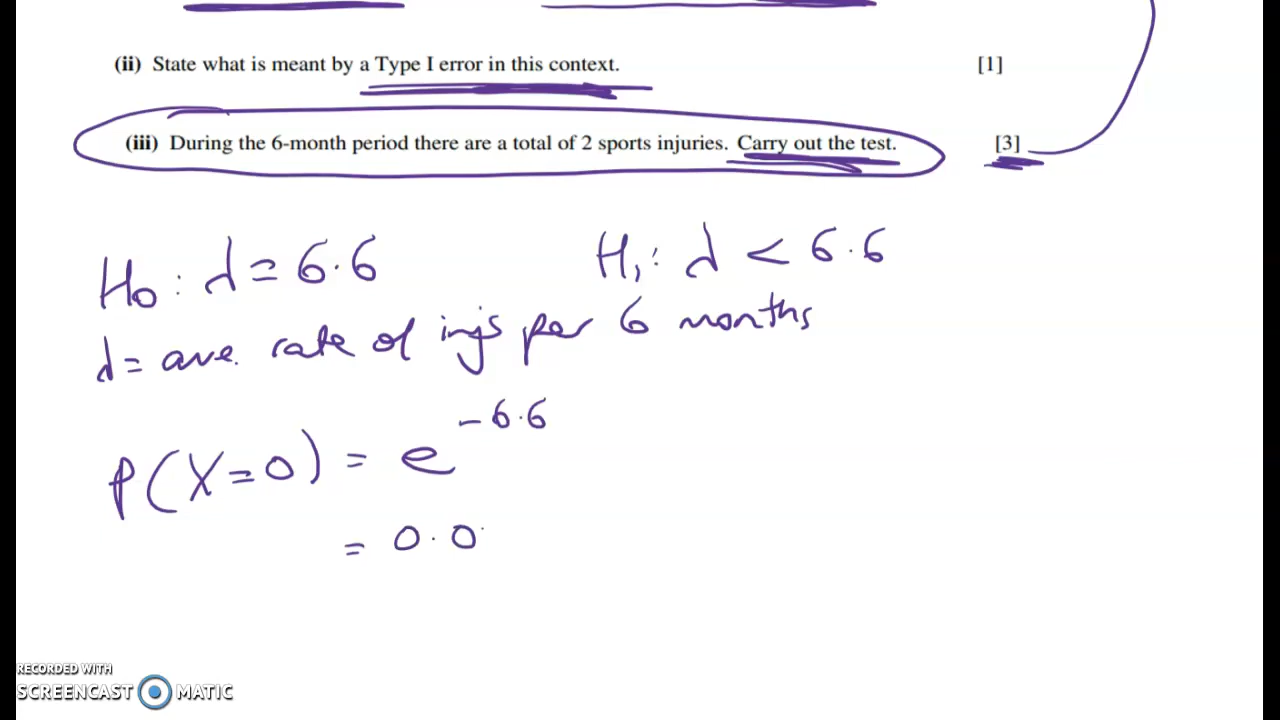 (ii) State what is meant by a Type I error in this context. [1]
(iii) During the 6-month period there are a total of 2 sports injuries. Carry out the test. [3]
H₀ : λ = 6.6 H₁ : λ < 6.6
λ = ave. rate of inj's per 6 months
P(X=0) = e^-6.6
= 0.0
RECORDED WITH
SCREENCAST MATIC